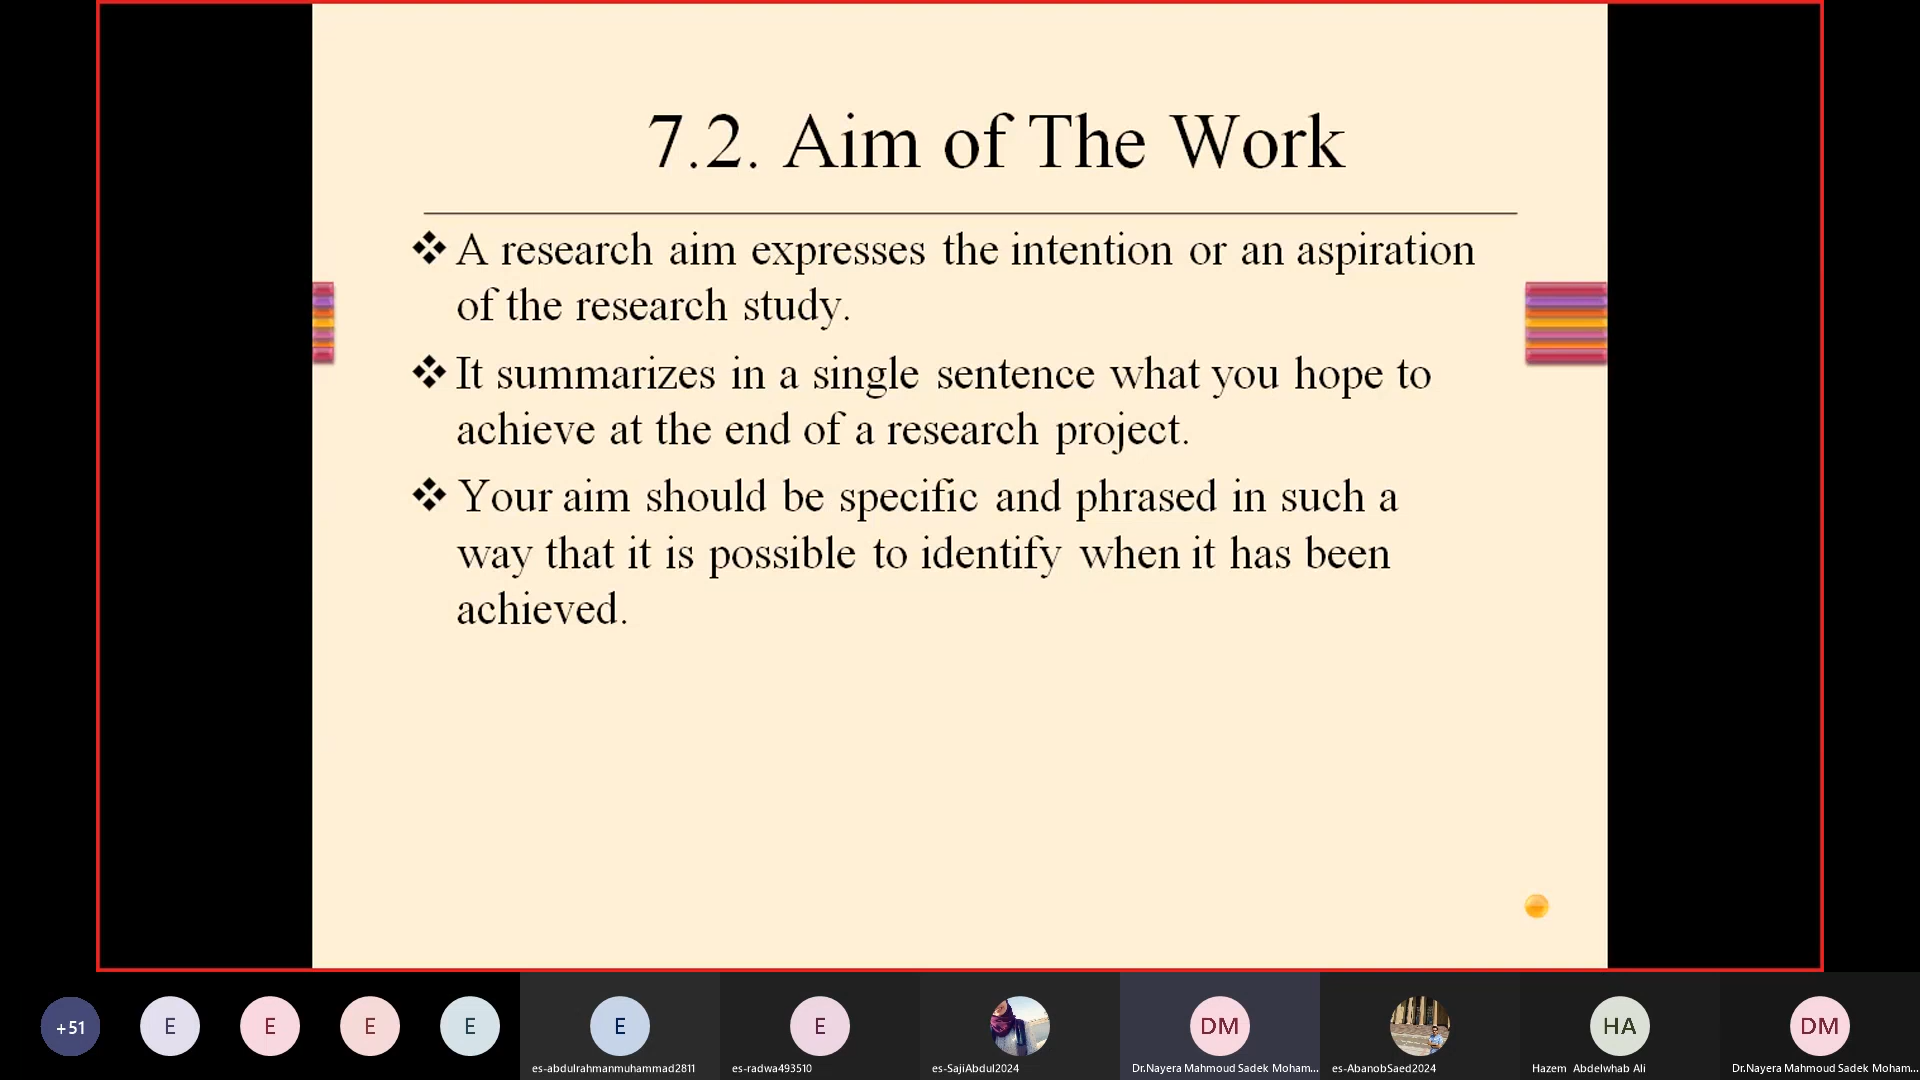 7.2. Aim of The Work
❖ A research aim expresses the intention or an aspiration
of the research study.
❖ It summarizes in a single sentence what you hope to
achieve at the end of a research project.
❖ Your aim should be specific and phrased in such a
way that it is possible to identify when it has been
achieved.
+51
E
E
E
E
E
E
DM
HA
DM
es-abdulrahmanmuhammad2811
es-radwa493510
es-SajiAbdul2024
Dr.Nayera Mahmoud Sadek Moham...
es-AbanobSaed2024
Hazem Abdelwhab Ali
Dr.Nayera Mahmoud Sadek Moham...